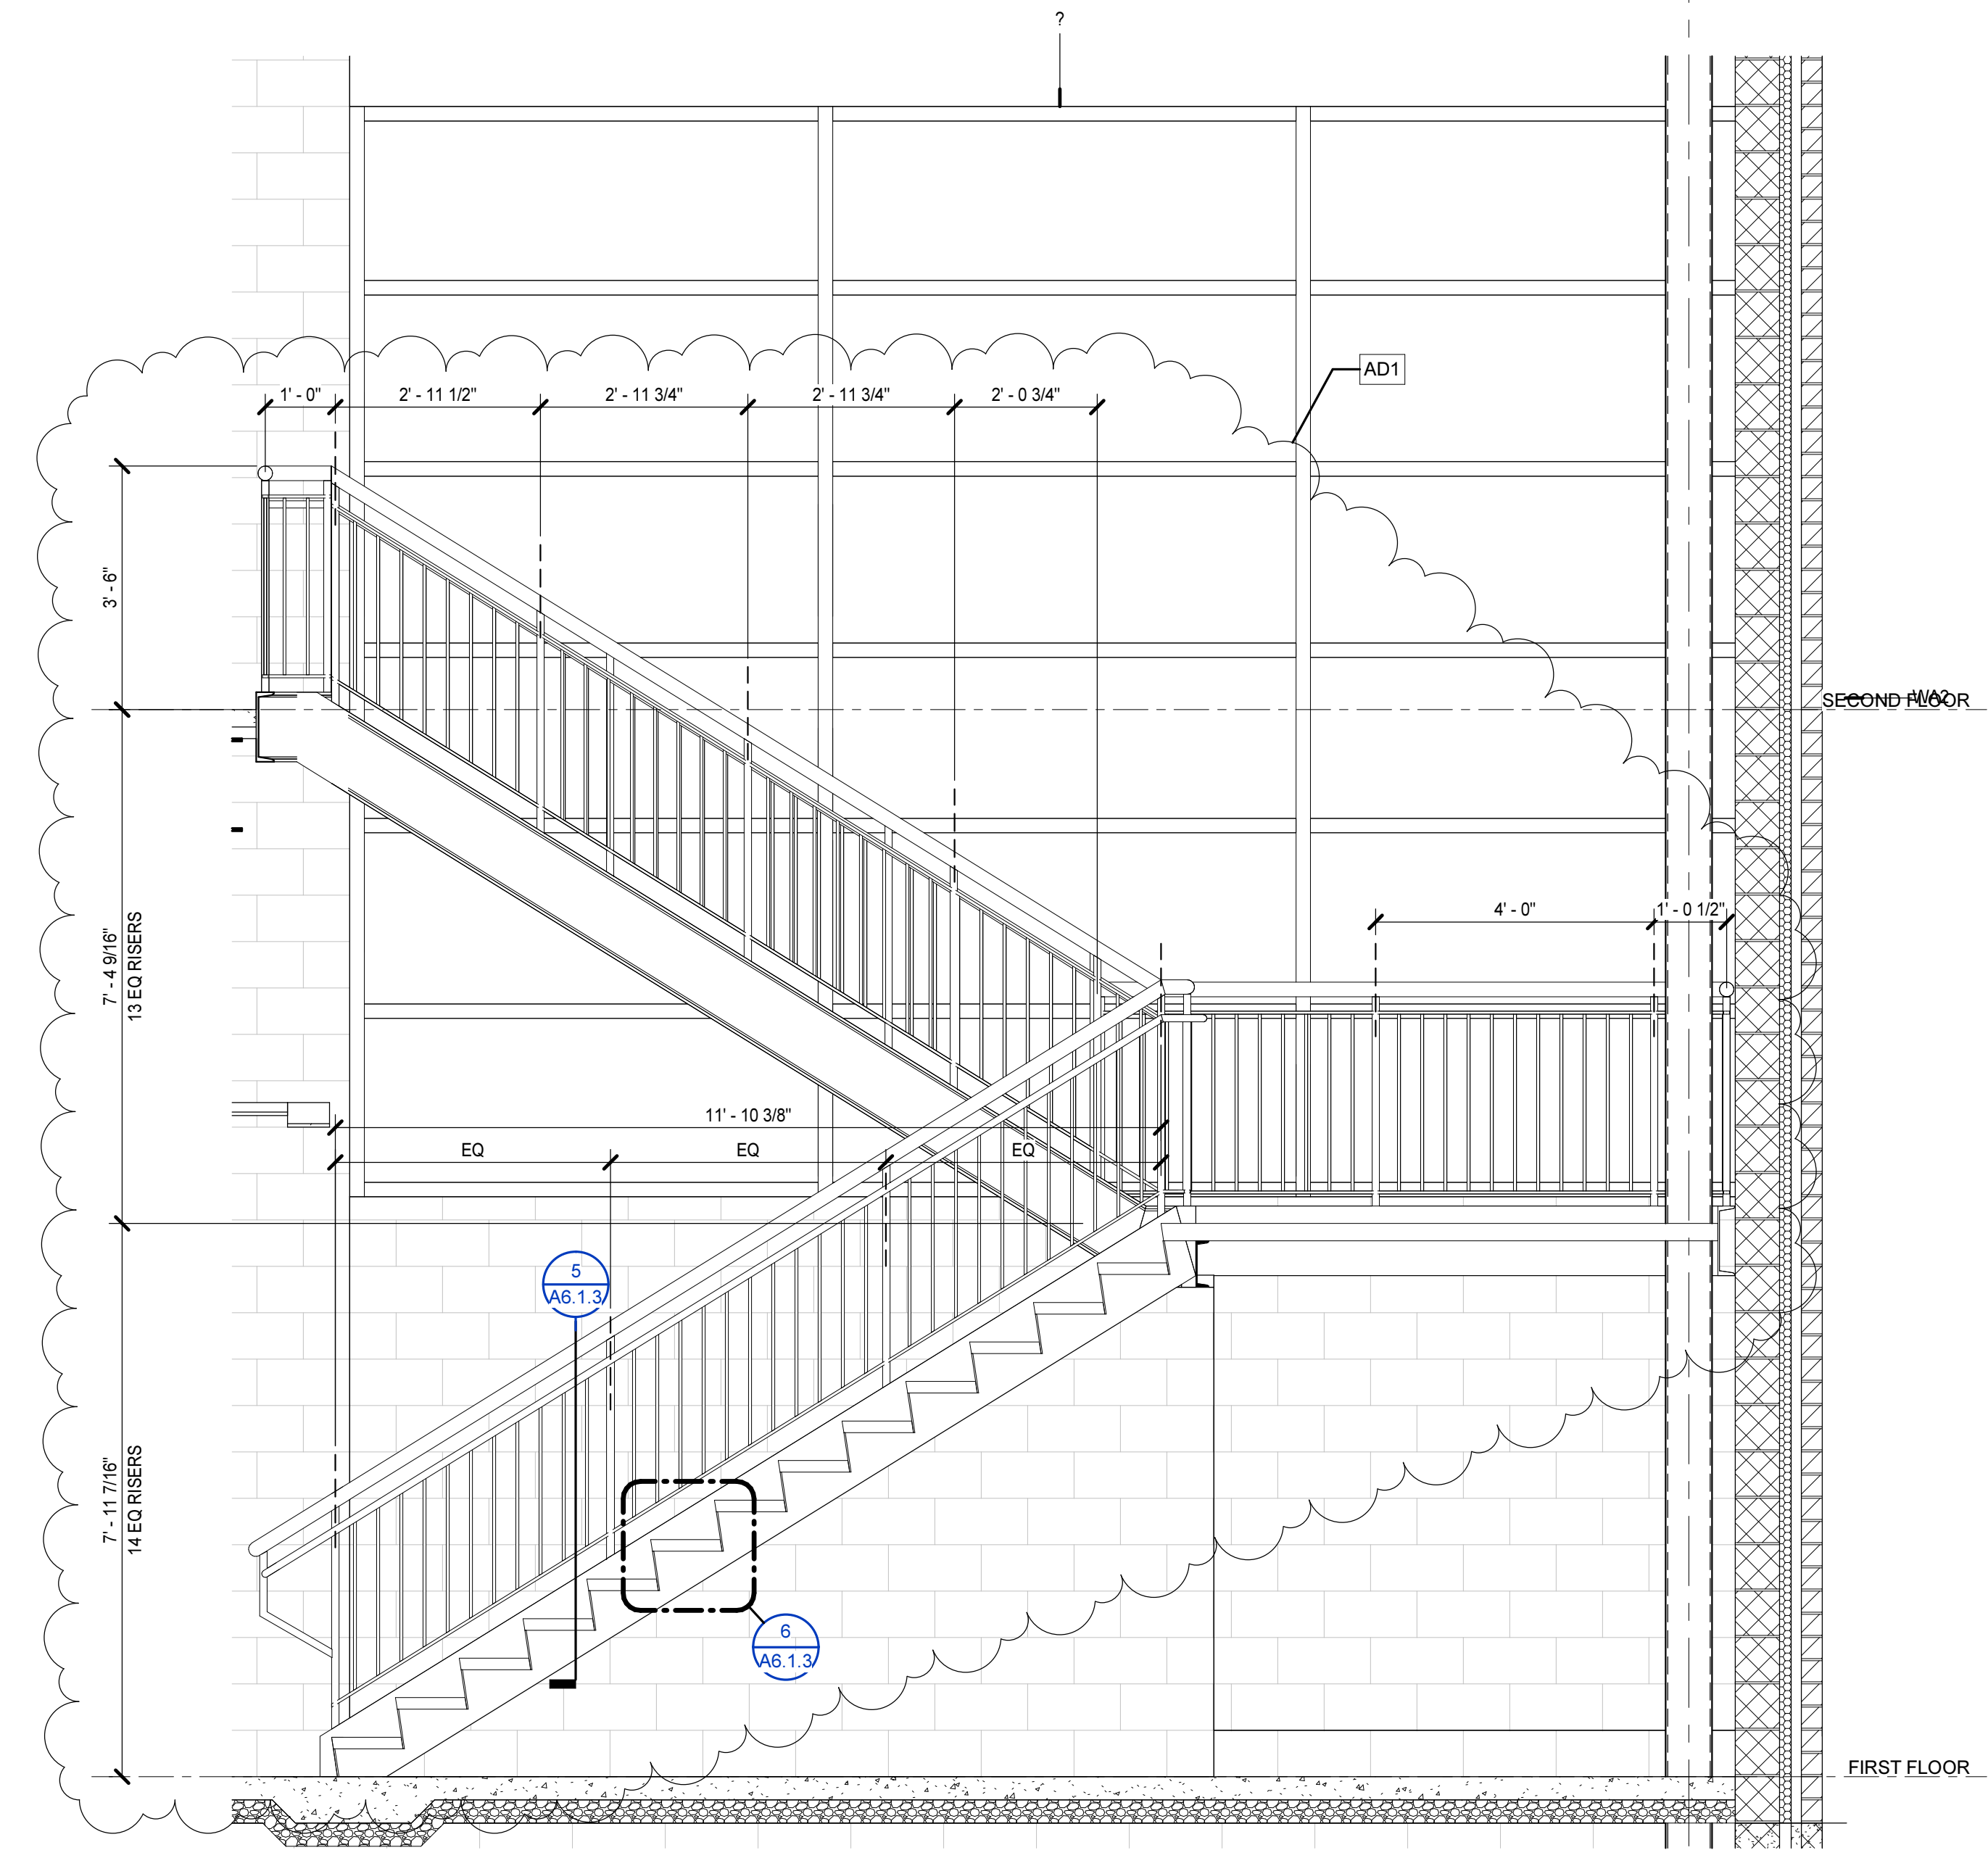 ?
AD1
1' - 0"
2' - 11 1/2"
2' - 11 3/4"
2' - 11 3/4"
2' - 0 3/4"
3' - 6"
SECOND FLOOR
WA2
4' - 0"
1' - 0 1/2"
7' - 4 9/16"
13 EQ RISERS
11' - 10 3/8"
EQ
EQ
EQ
5
A6.1.3
7' - 11 7/16"
14 EQ RISERS
6
A6.1.3
FIRST FLOOR